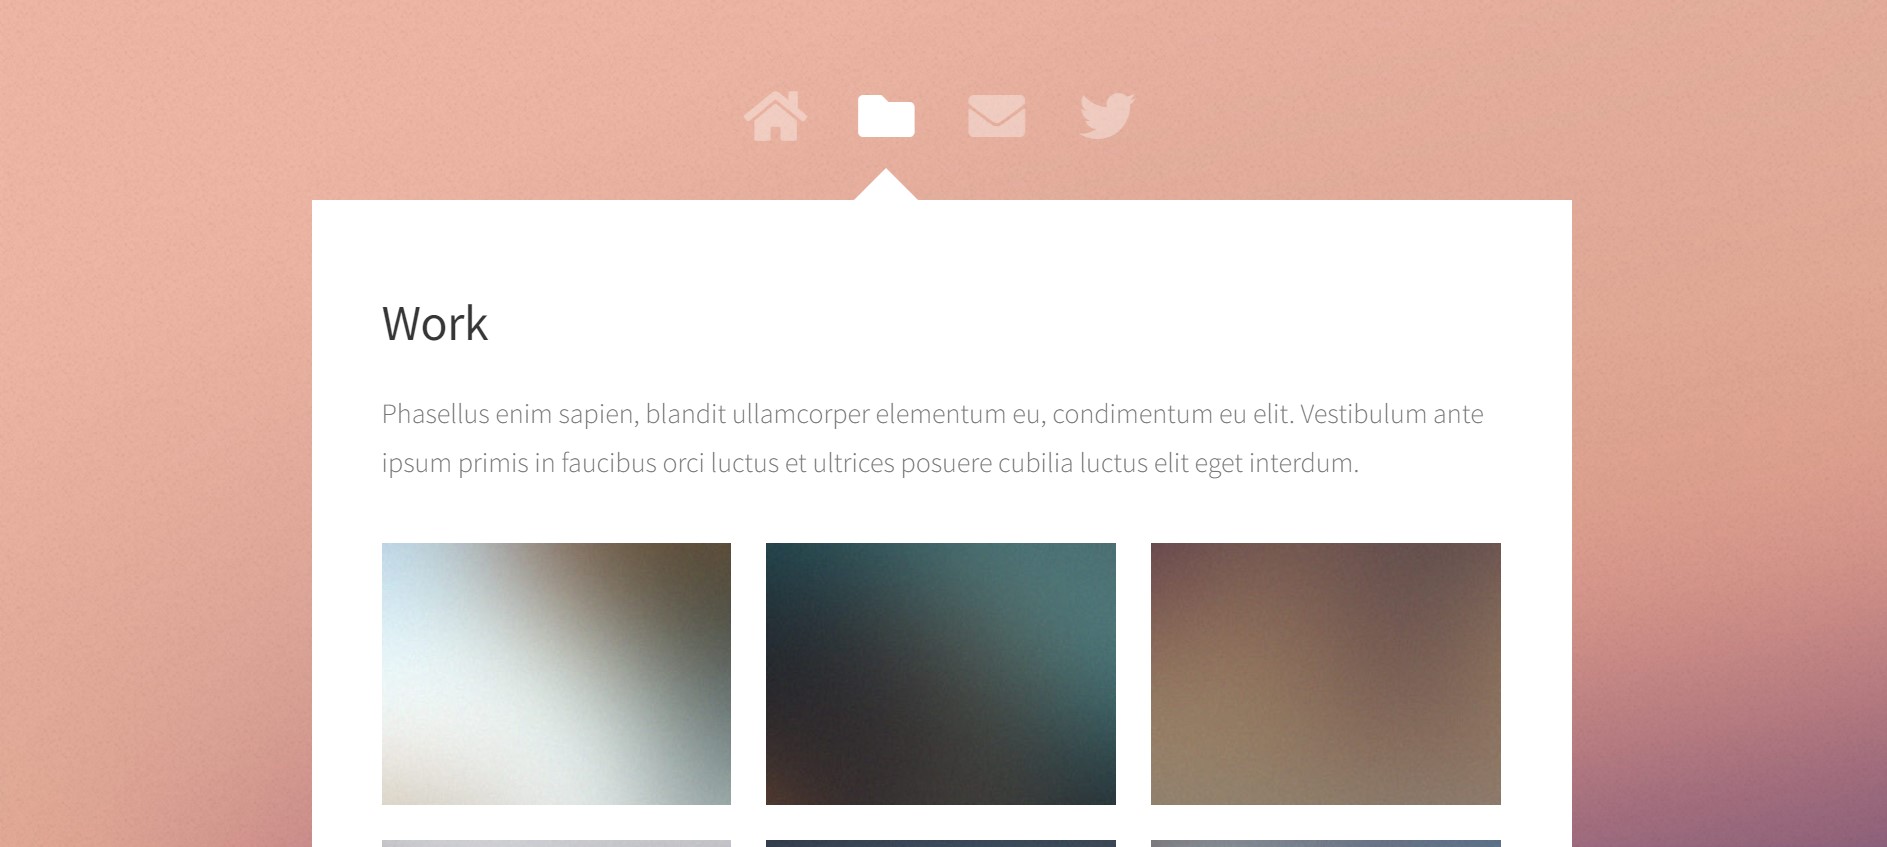 Work
Phasellus enim sapien, blandit ullamcorper elementum eu, condimentum eu elit. Vestibulum ante
ipsum primis in faucibus orci luctus et ultrices posuere cubilia luctus elit eget interdum.